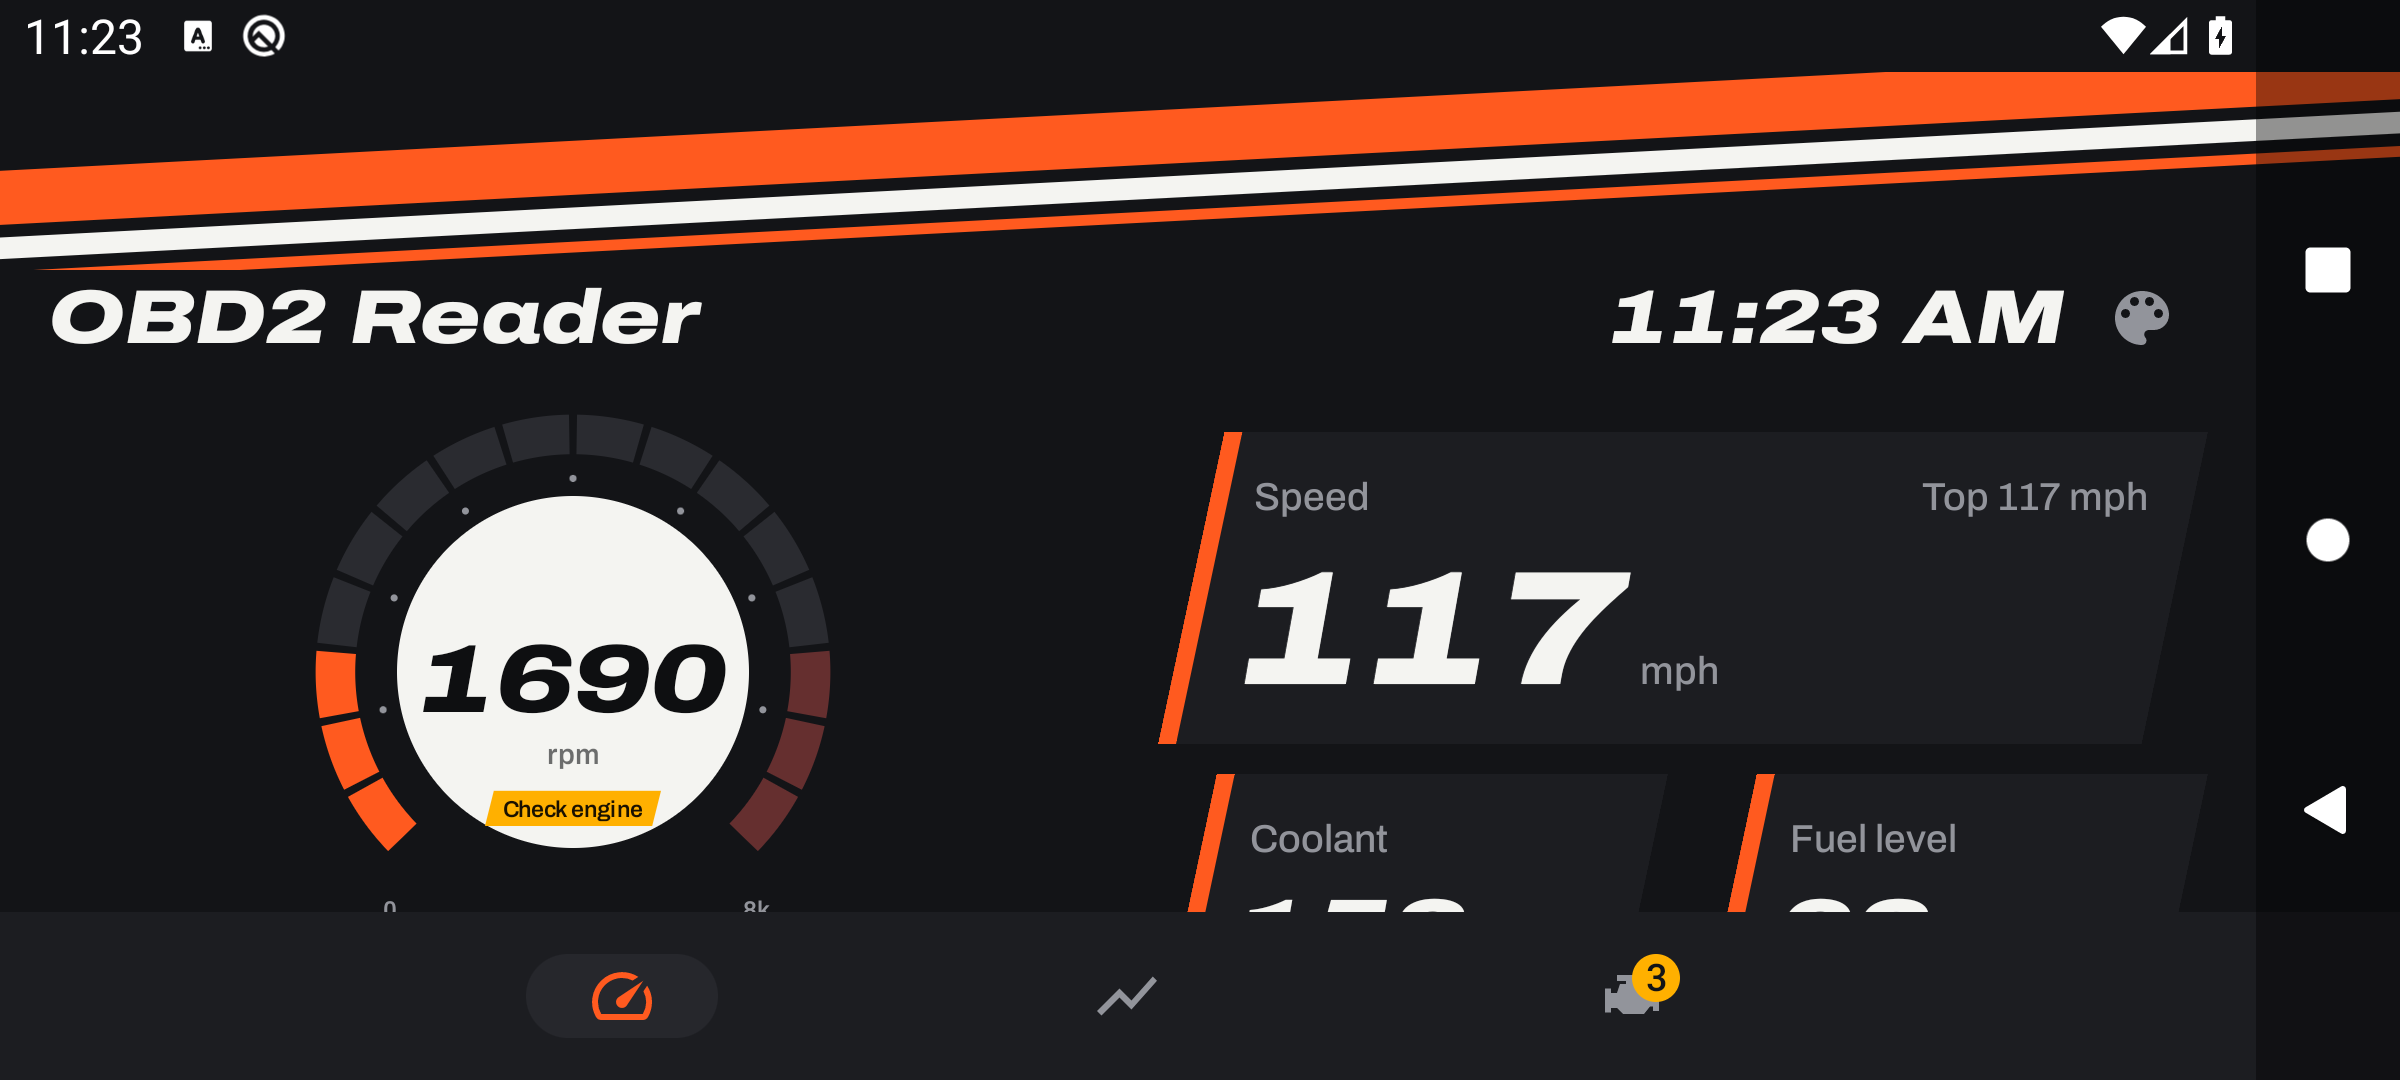 11:23
OBD2 Reader
11:23 AM
Speed
Top 117 mph
117 mph
1690
rpm
Check engine
Coolant
Fuel level
0
8k
3